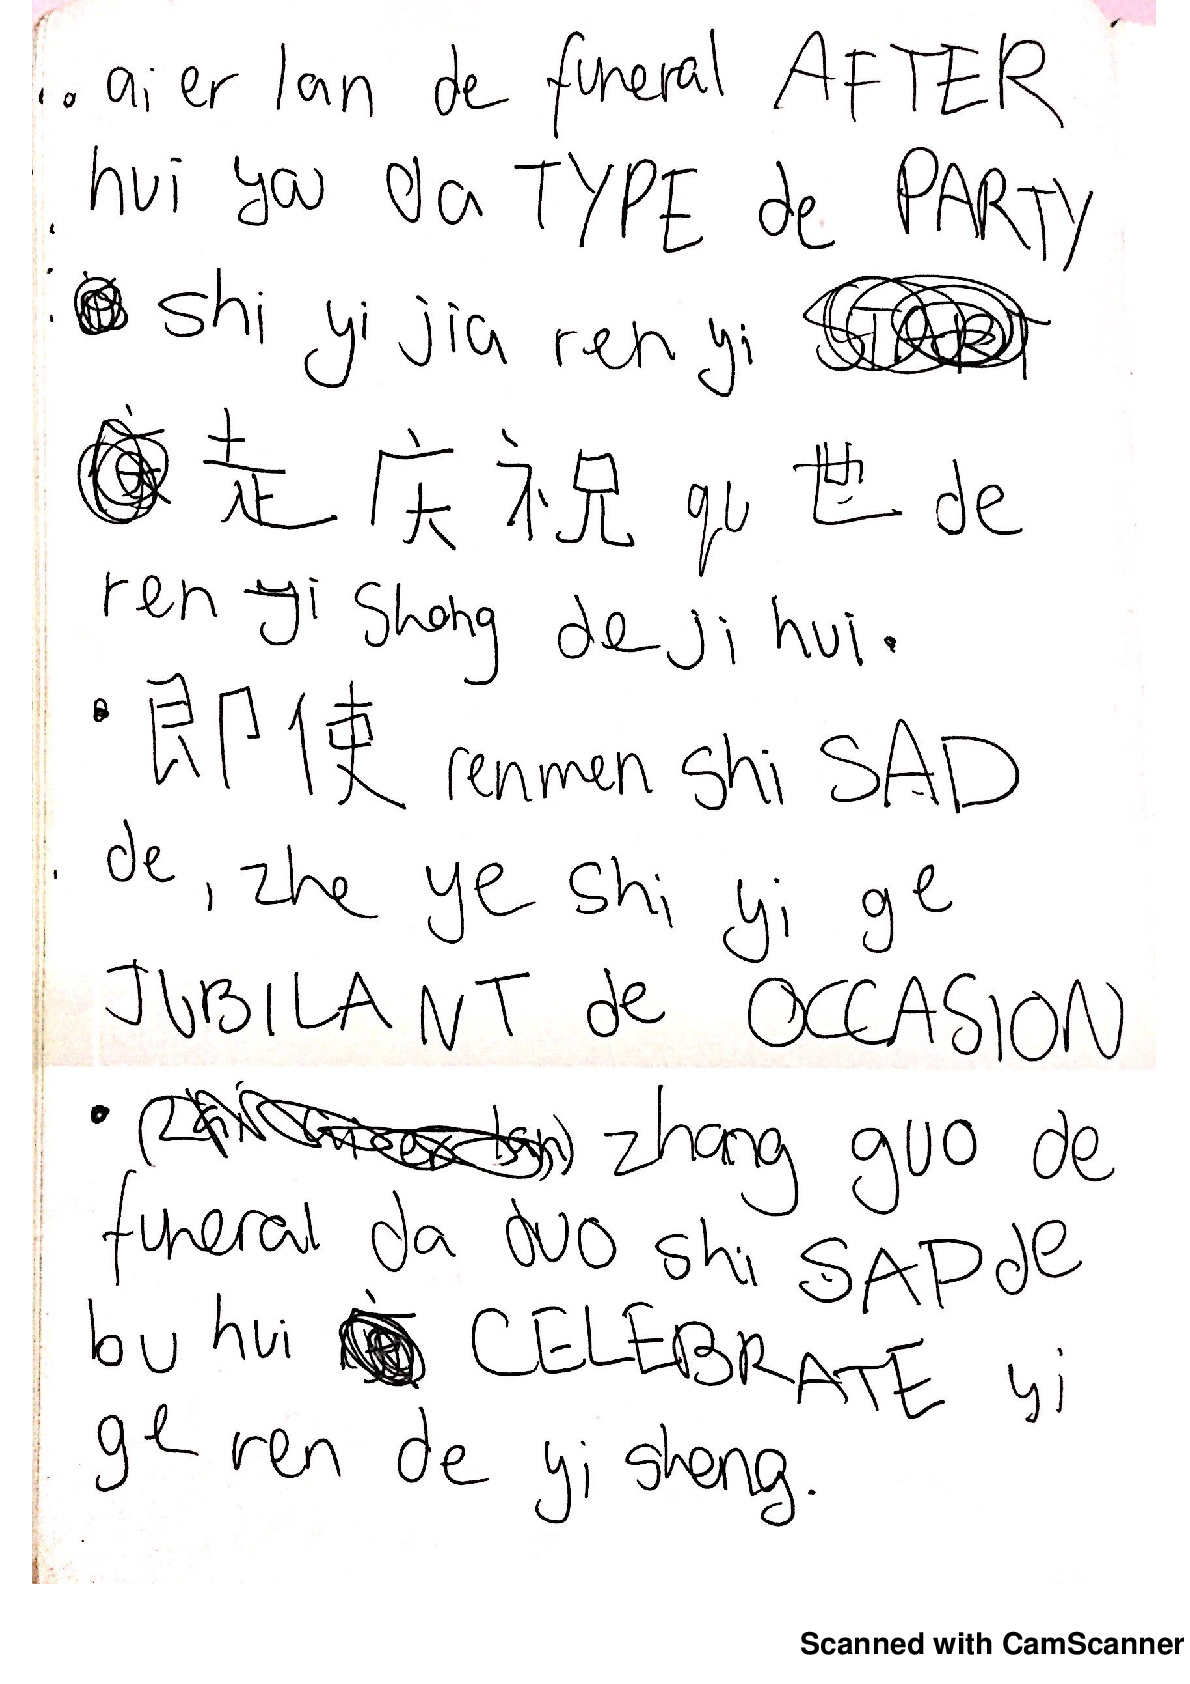 ai er lan de funeral AFTER
hui you da TYPE de PARTY
shi yi jia ren yi
走 庆 祝 qu 世 de
ren yi sheng de ji hui.
即使 renmen shi SAD
de, zhe ye shi yi ge
JUBILANT de OCCASION
zhong guo de
funeral da duo shi SAD de
bu hui CELEBRATE yi
ge ren de yi sheng.
Scanned with CamScanner